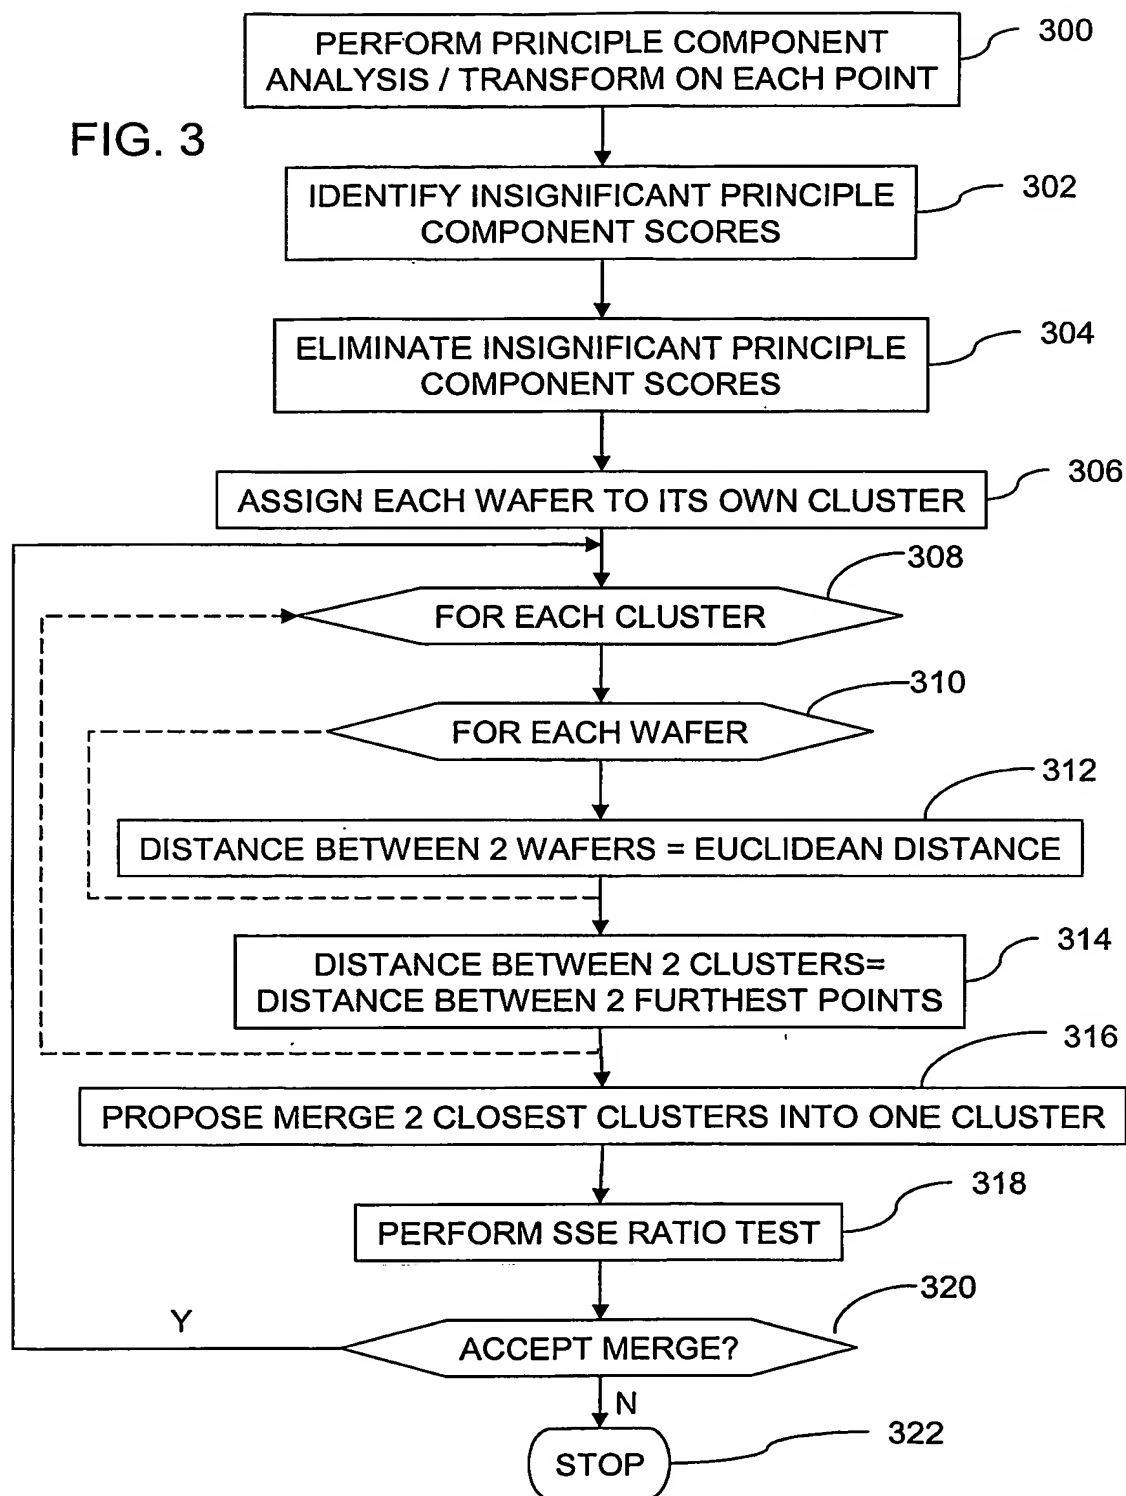 PERFORM PRINCIPLE COMPONENT
ANALYSIS / TRANSFORM ON EACH POINT
300
FIG. 3
IDENTIFY INSIGNIFICANT PRINCIPLE
COMPONENT SCORES
302
ELIMINATE INSIGNIFICANT PRINCIPLE
COMPONENT SCORES
304
ASSIGN EACH WAFER TO ITS OWN CLUSTER
306
308
FOR EACH CLUSTER
310
FOR EACH WAFER
312
DISTANCE BETWEEN 2 WAFERS = EUCLIDEAN DISTANCE
314
DISTANCE BETWEEN 2 CLUSTERS=
DISTANCE BETWEEN 2 FURTHEST POINTS
316
PROPOSE MERGE 2 CLOSEST CLUSTERS INTO ONE CLUSTER
318
PERFORM SSE RATIO TEST
320
Y
ACCEPT MERGE?
N
322
STOP